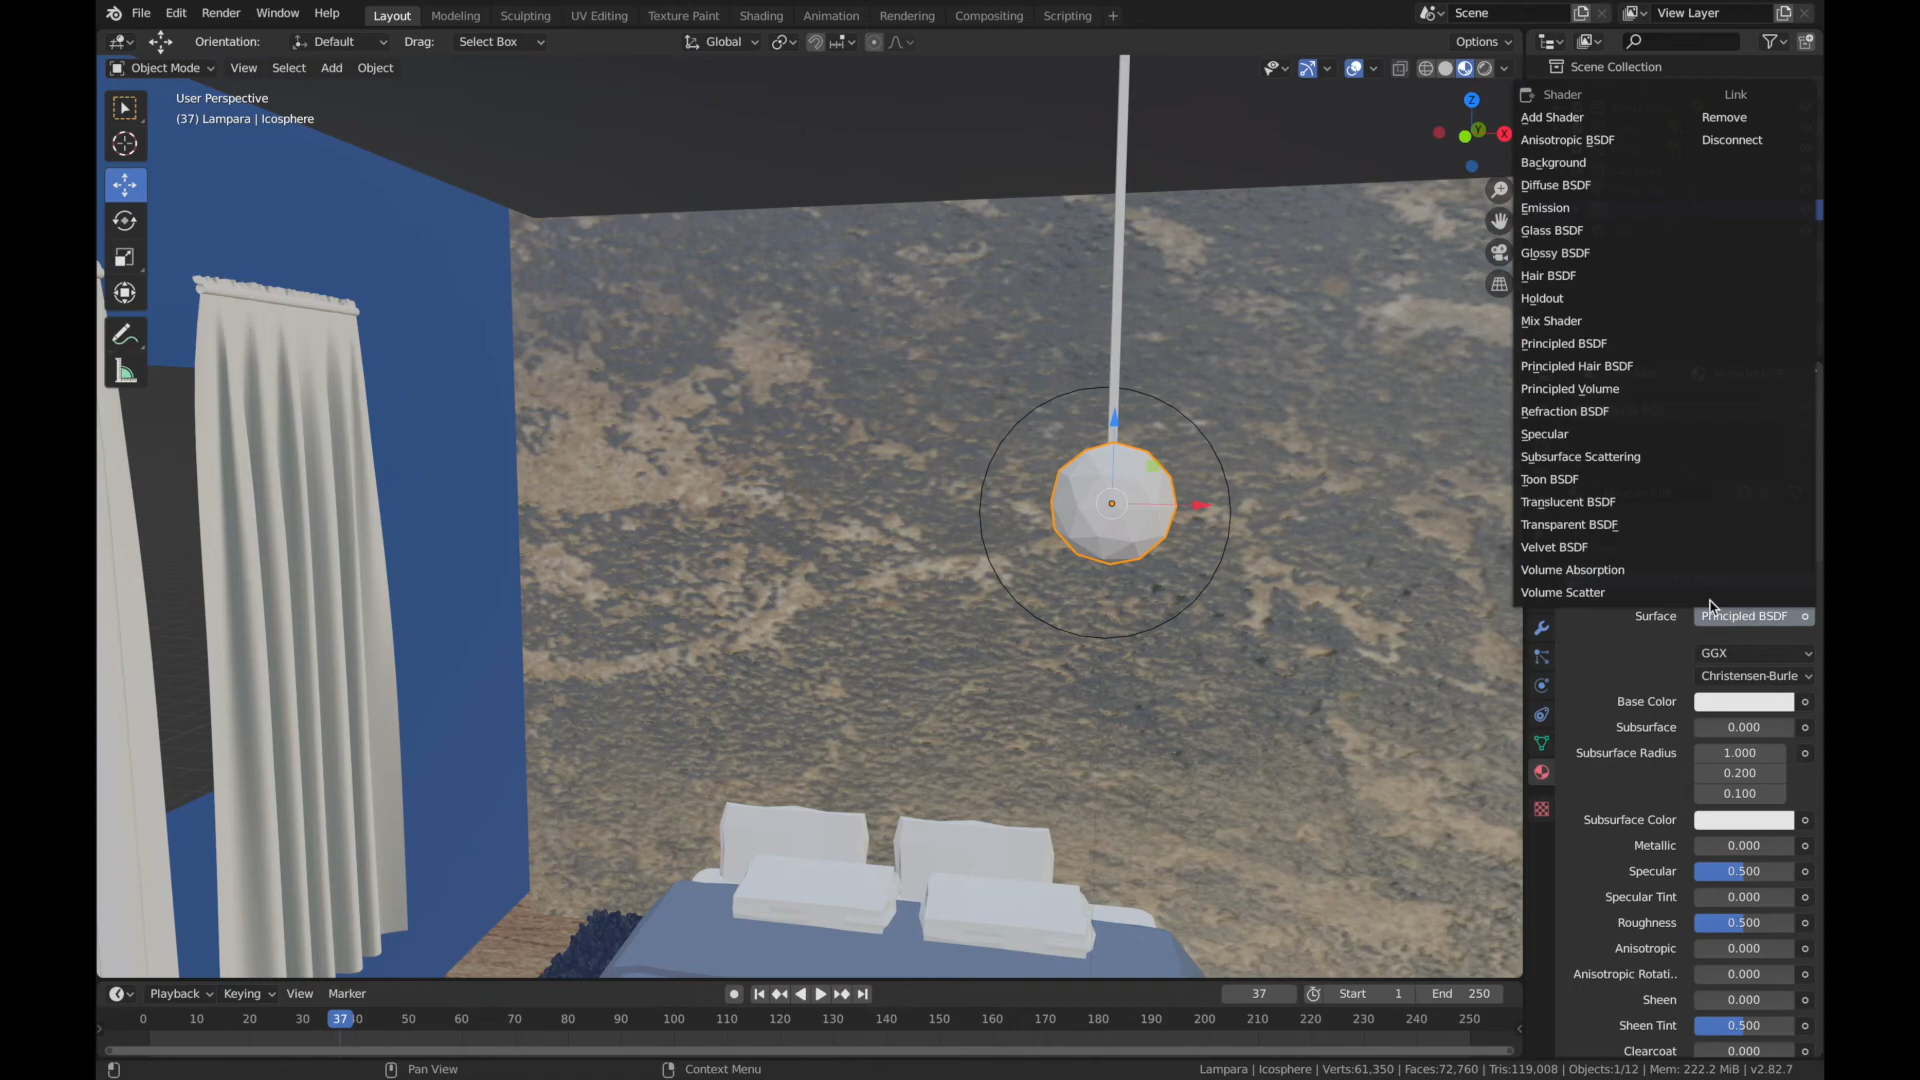 File Edit Render Window Help Layout Modeling Sculpting UV Editing Texture Paint Shading Animation Rendering Compositing Scripting Scene View Layer
Orientation: Default Drag: Select Box Global Options
Object Mode View Select Add Object
Scene Collection
User Perspective
(37) Lampara | Icosphere
Z
Y
X
Shader Link
Add Shader Remove
Anisotropic BSDF Disconnect
Background
Diffuse BSDF
Emission
Glass BSDF
Glossy BSDF
Hair BSDF
Holdout
Mix Shader
Principled BSDF
Principled Hair BSDF
Principled Volume
Refraction BSDF
Specular
Subsurface Scattering
Toon BSDF
Translucent BSDF
Transparent BSDF
Velvet BSDF
Volume Absorption
Volume Scatter
Surface Principled BSDF
GGX
Christensen-Burle
Base Color
Subsurface 0.000
Subsurface Radius 1.000
0.200
0.100
Subsurface Color
Metallic 0.000
Specular 0.500
Specular Tint 0.000
Roughness 0.500
Anisotropic 0.000
Anisotropic Rotati.. 0.000
Sheen 0.000
Sheen Tint 0.500
Clearcoat 0.000
Playback Keying View Marker 37 Start 1 End 250
0 10 20 30 37 40 50 60 70 80 90 100 110 120 130 140 150 160 170 180 190 200 210 220 230 240 250
Pan View Context Menu Lampara | Icosphere | Verts:61,350 | Faces:72,760 | Tris:119,008 | Objects:1/12 | Mem: 222.2 MiB | v2.82.7